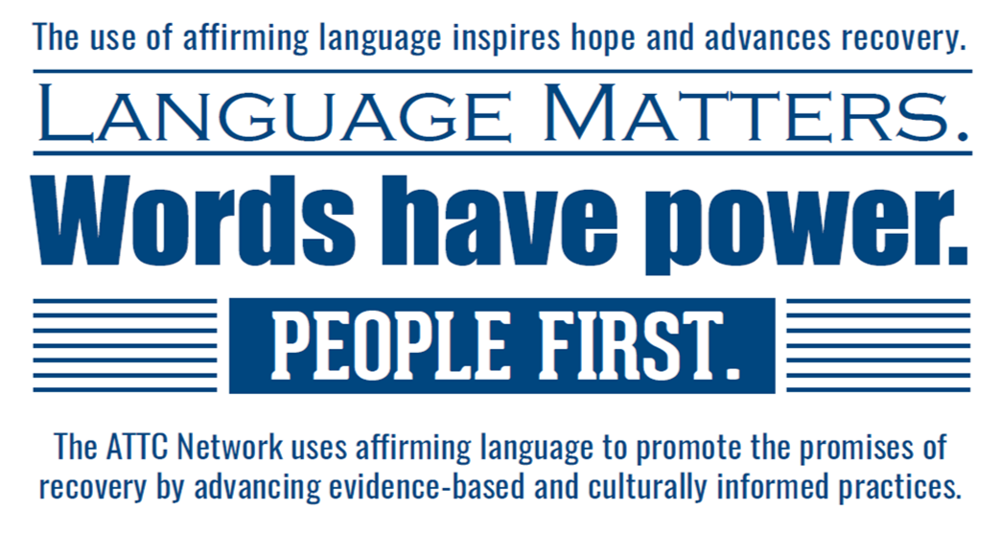 The use of affirming language inspires hope and advances recovery.
LANGUAGE MATTERS.
Words have power.
PEOPLE FIRST.
The ATTC Network uses affirming language to promote the promises of
recovery by advancing evidence-based and culturally informed practices.